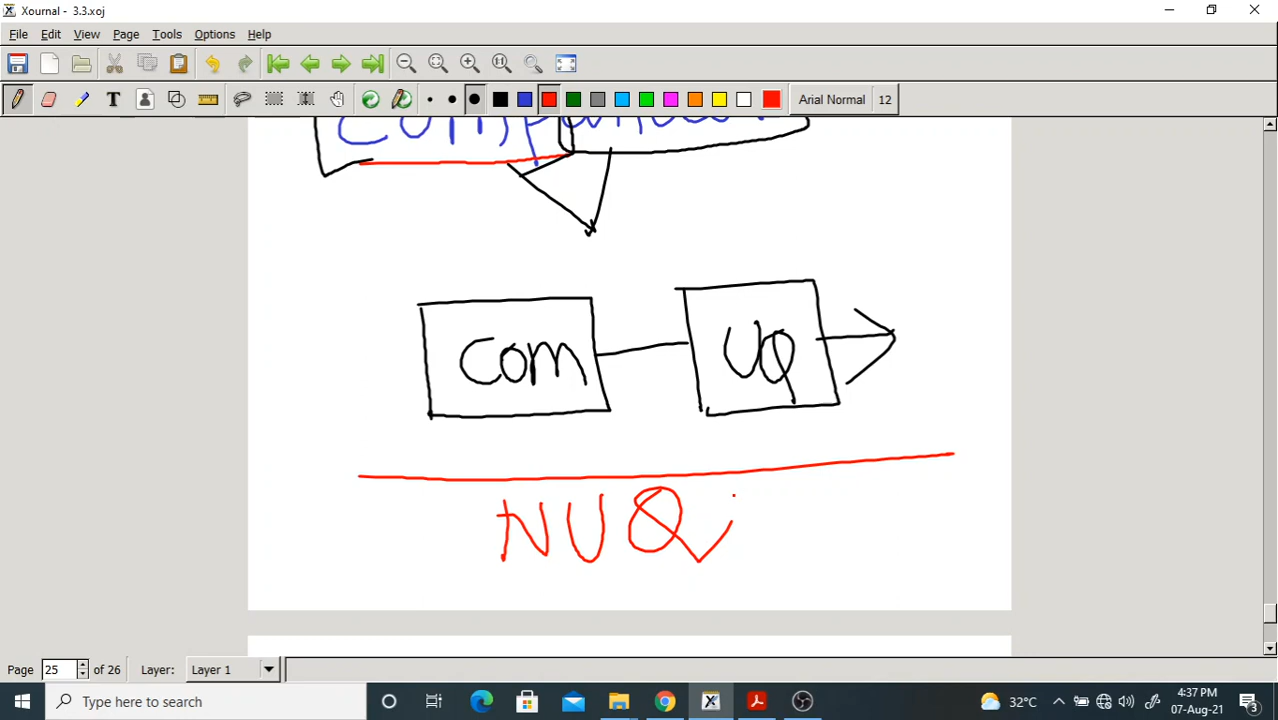 Xournal - 3.3.xoj
File Edit View Page Tools Options Help
Arial Normal 12
com UQ
NUQ
Page 25 of 26 Layer: Layer 1
Type here to search 32°C 4:37 PM
07-Aug-21 3